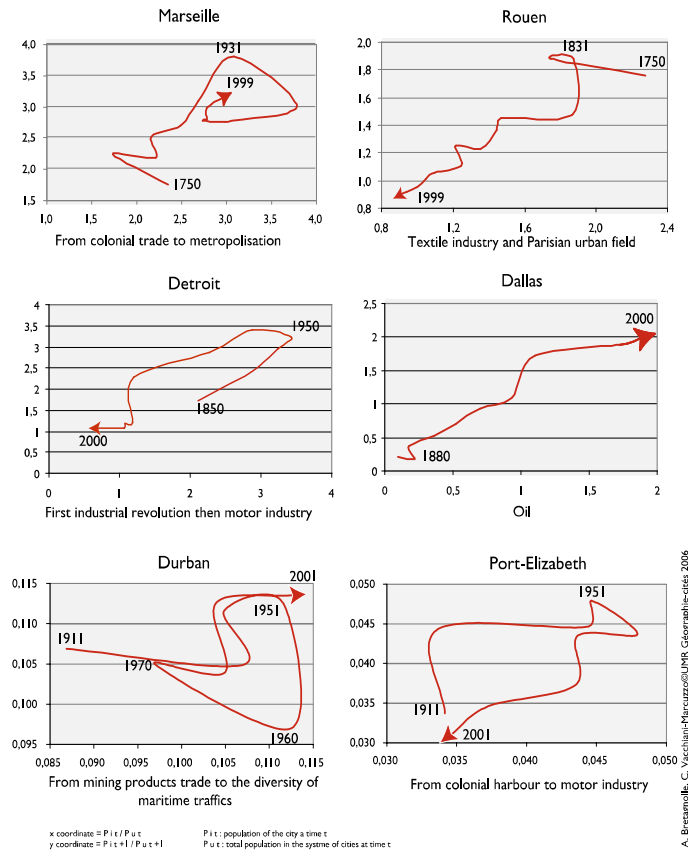 Marseille
4,0
3,5
3,0
2,5
2,0
1,5
1931
1999
1750
1,0 1,5 2,0 2,5 3,0 3,5 4,0
From colonial trade to metropolisation
Rouen
2,0
1,8
1,6
1,4
1,2
1,0
0,8
1831
1750
1999
0,8 1,2 1,6 1,8 2,2 2,4
Textile industry and Parisian urban field
Detroit
4
3,5
3
2,5
2
1,5
1
0,5
0
1950
1850
2000
0 1 2 3 4
First industrial revolution then motor industry
Dallas
2,5
2
1,5
1
0,5
0
2000
1880
0 0,5 1 1,5 2
Oil
Durban
0,115
0,113
0,105
0,100
0,095
2001
1951
1911
1970
1960
0,085 0,090 0,095 0,100 0,105 0,110 0,115
From mining products trade to the diversity of
maritime traffics
Port-Elizabeth
0,050
0,045
0,040
0,035
0,030
1951
1911
2001
0,030 0,035 0,040 0,045 0,050
From colonial harbour to motor industry
x coordinate = P i t / P u t
y coordinate = P i t +1 / P u t +1
P i t : population of the city a time t
P u t : total population in the systme of cities at time t
A. Bretagnolle, C. Vacchiani-Marcuzzo©UMR Géographie-cités 2006